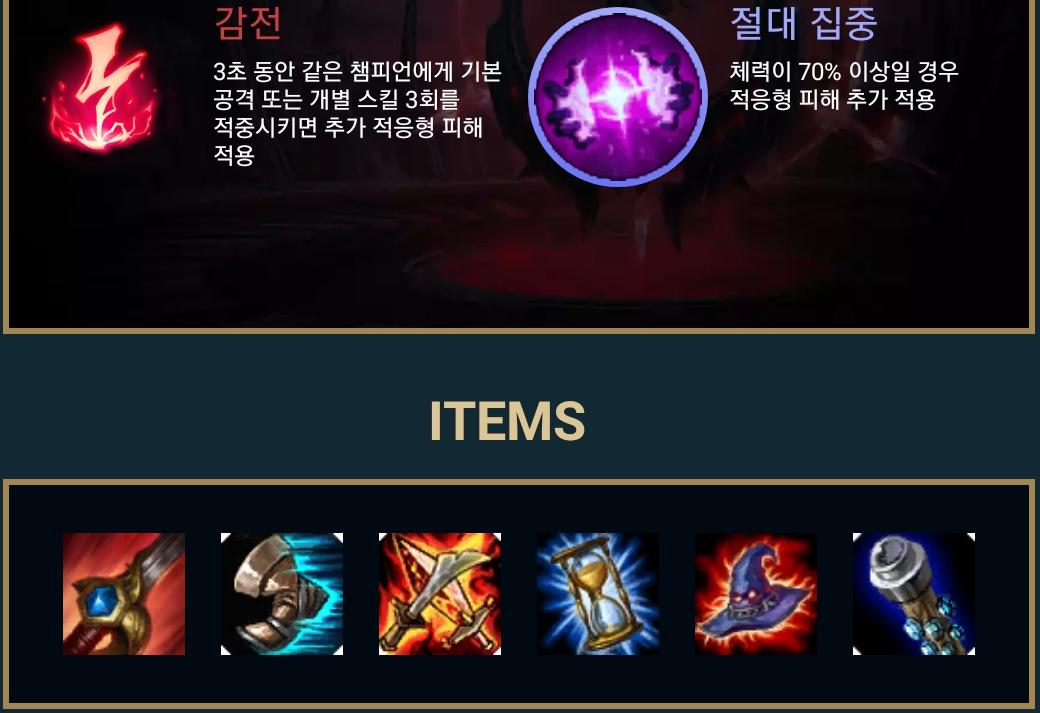 감전
3초 동안 같은 챔피언에게 기본
공격 또는 개별 스킬 3회를
적중시키면 추가 적응형 피해
적용
절대 집중
체력이 70% 이상일 경우
적응형 피해 추가 적용
ITEMS